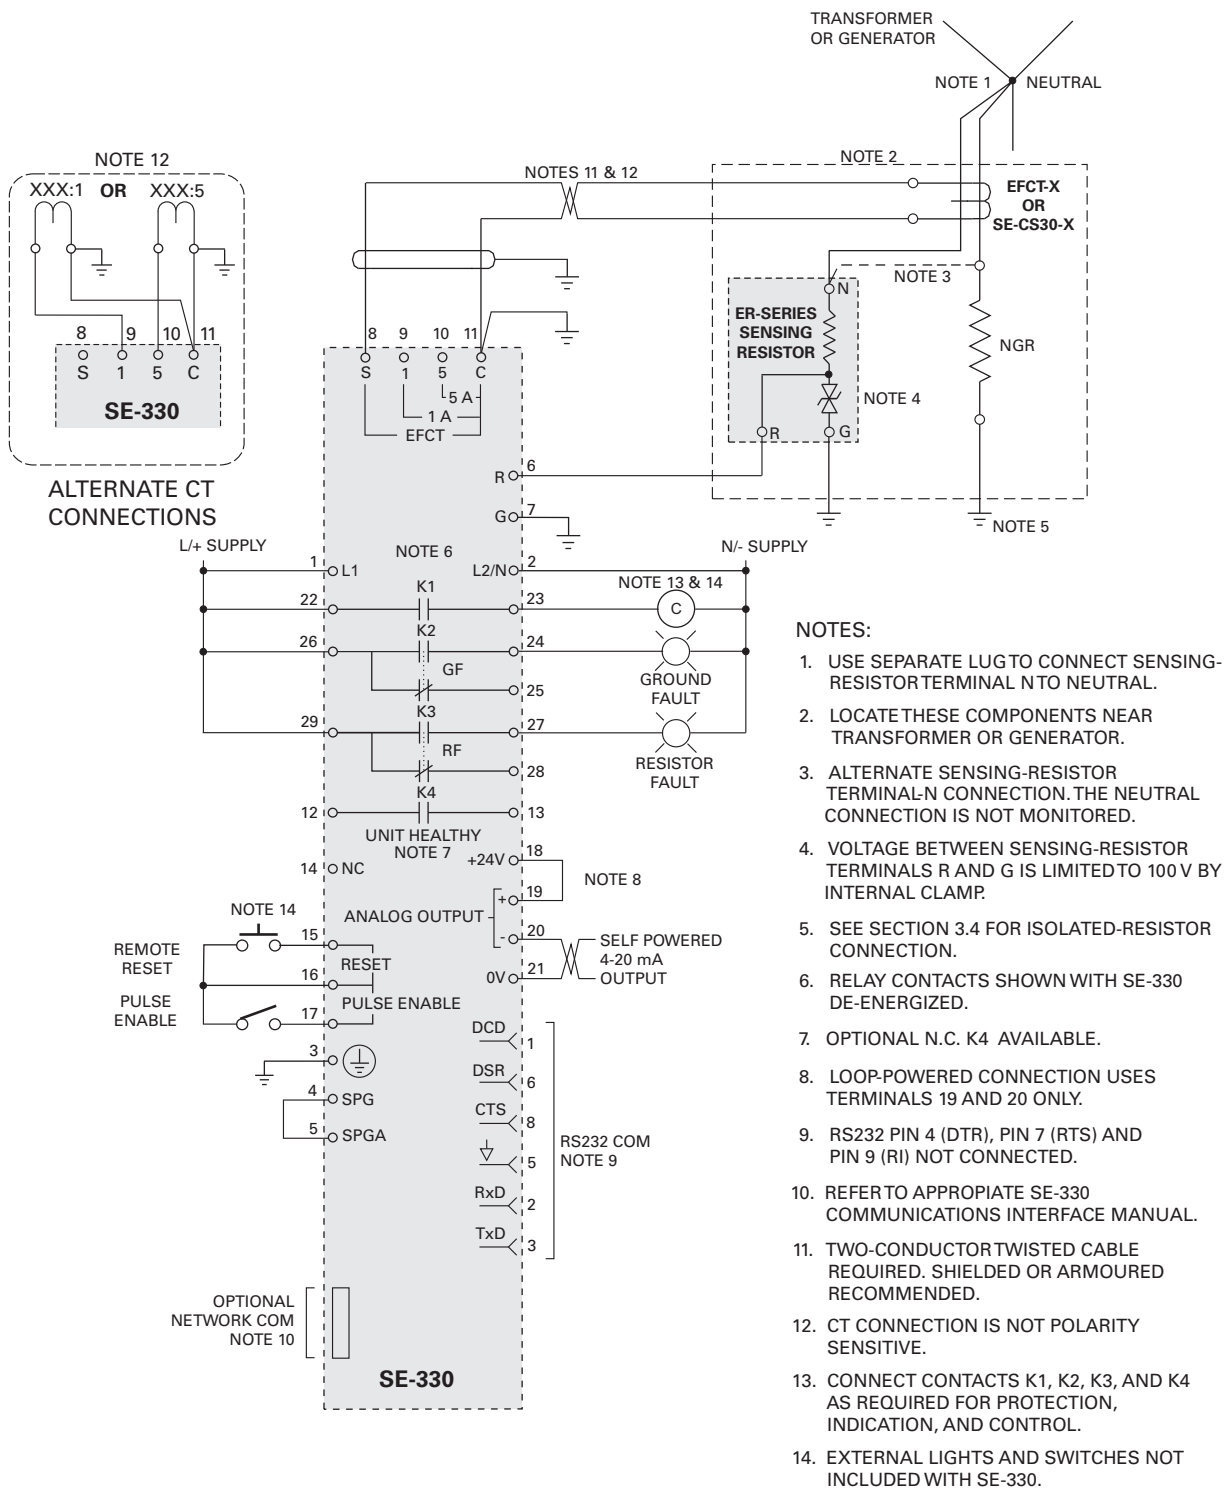 TRANSFORMER
OR GENERATOR
NOTE 1
NEUTRAL
NOTE 12
XXX:1 OR XXX:5
8 9 10 11
S 1 5 C
SE-330
ALTERNATE CT
CONNECTIONS
NOTES 11 & 12
NOTE 2
EFCT-X
OR
SE-CS30-X
NOTE 3
N
ER-SERIES
SENSING
RESISTOR
NGR
NOTE 4
R
G
NOTE 5
8 9 10 11
S 1 5 C
5 A
1 A
EFCT
R 6
G 7
L/+ SUPPLY
NOTE 6
N/- SUPPLY
1 L1
L2/N 2
NOTE 13 & 14
22 K1 23
C
26 K2 24
GF
GROUND
FAULT
25
29 K3 27
RF
RESISTOR
FAULT
28
12 K4 13
UNIT HEALTHY
NOTE 7
14 NC
+24V 18
NOTE 8
+ 19
ANALOG OUTPUT
- 20
0V 21
SELF POWERED
4-20 mA
OUTPUT
NOTE 14
REMOTE
RESET
15
RESET
16
PULSE
ENABLE
PULSE ENABLE
17
3
4 SPG
5 SPGA
DCD 1
DSR 6
CTS 8
5
RxD 2
TxD 3
RS232 COM
NOTE 9
OPTIONAL
NETWORK COM
NOTE 10
SE-330
NOTES:
1. USE SEPARATE LUG TO CONNECT SENSING-
RESISTOR TERMINAL N TO NEUTRAL.
2. LOCATE THESE COMPONENTS NEAR
TRANSFORMER OR GENERATOR.
3. ALTERNATE SENSING-RESISTOR
TERMINAL-N CONNECTION. THE NEUTRAL
CONNECTION IS NOT MONITORED.
4. VOLTAGE BETWEEN SENSING-RESISTOR
TERMINALS R AND G IS LIMITED TO 100 V BY
INTERNAL CLAMP.
5. SEE SECTION 3.4 FOR ISOLATED-RESISTOR
CONNECTION.
6. RELAY CONTACTS SHOWN WITH SE-330
DE-ENERGIZED.
7. OPTIONAL N.C. K4 AVAILABLE.
8. LOOP-POWERED CONNECTION USES
TERMINALS 19 AND 20 ONLY.
9. RS232 PIN 4 (DTR), PIN 7 (RTS) AND
PIN 9 (RI) NOT CONNECTED.
10. REFER TO APPROPIATE SE-330
COMMUNICATIONS INTERFACE MANUAL.
11. TWO-CONDUCTOR TWISTED CABLE
REQUIRED. SHIELDED OR ARMOURED
RECOMMENDED.
12. CT CONNECTION IS NOT POLARITY
SENSITIVE.
13. CONNECT CONTACTS K1, K2, K3, AND K4
AS REQUIRED FOR PROTECTION,
INDICATION, AND CONTROL.
14. EXTERNAL LIGHTS AND SWITCHES NOT
INCLUDED WITH SE-330.